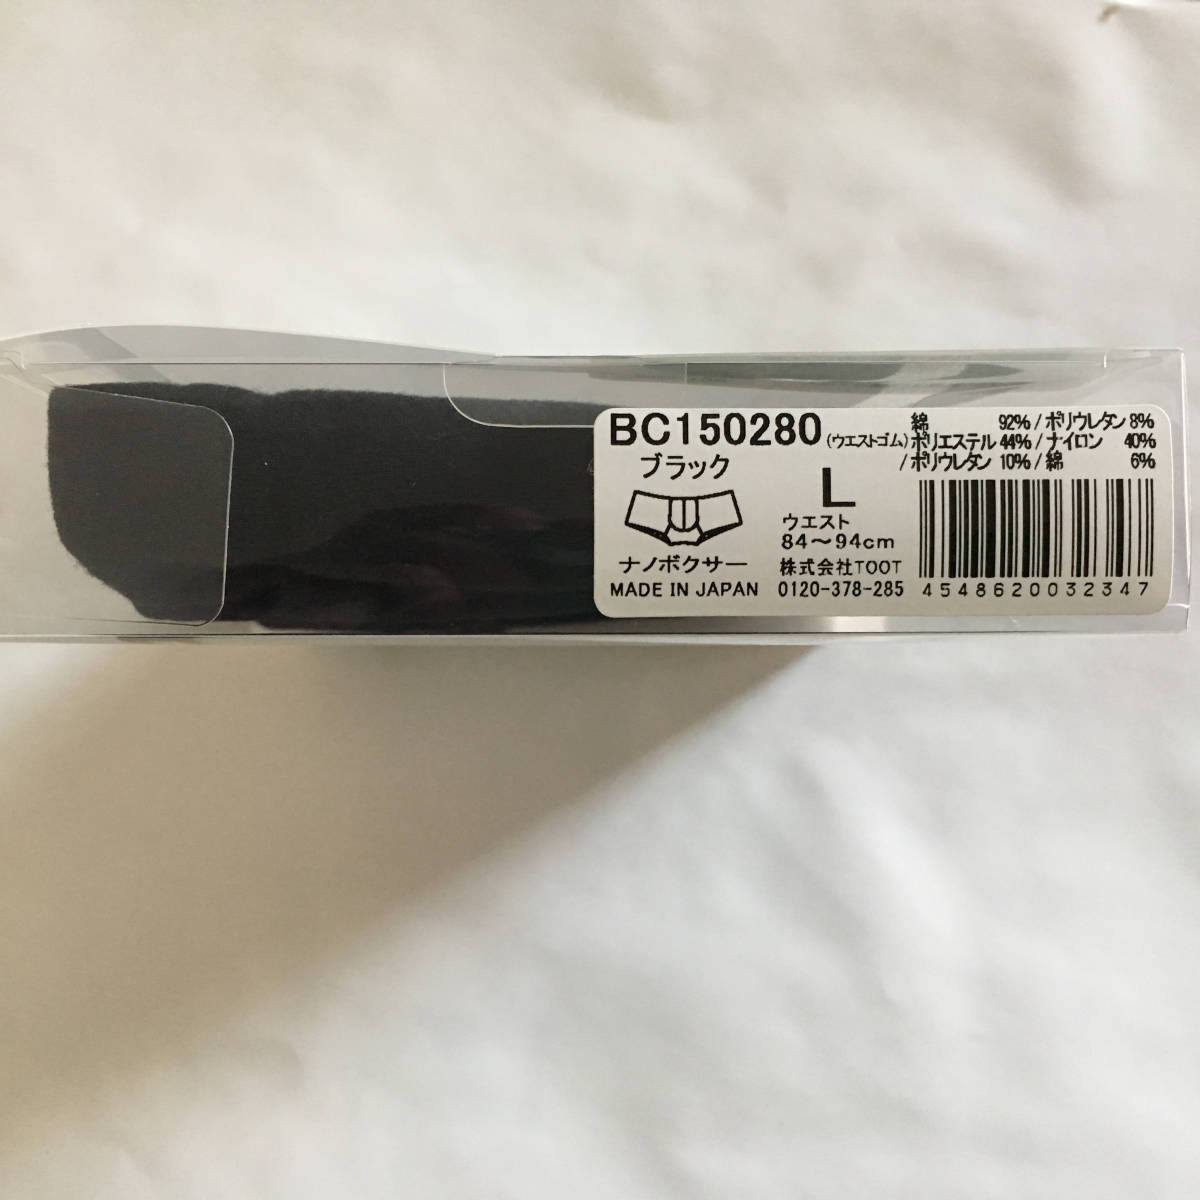 BC150280
綿 92% / ポリウレタン 8%
(ウエストゴム) ポリエステル 44% / ナイロン 40%
/ ポリウレタン 10% / 綿 6%
ブラック
L
ウエスト
84〜94cm
ナノボクサー
株式会社TOOT
MADE IN JAPAN 0120-378-285
4548620032347